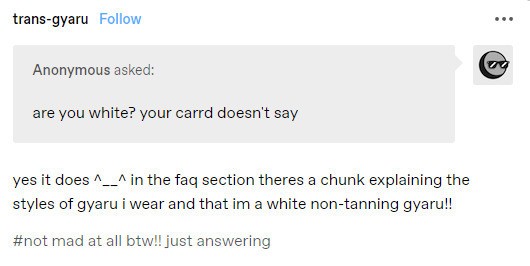 trans-gyaru Follow
Anonymous asked:
are you white? your carrd doesn't say
yes it does ^__^ in the faq section theres a chunk explaining the
styles of gyaru i wear and that im a white non-tanning gyaru!!
#not mad at all btw!! just answering